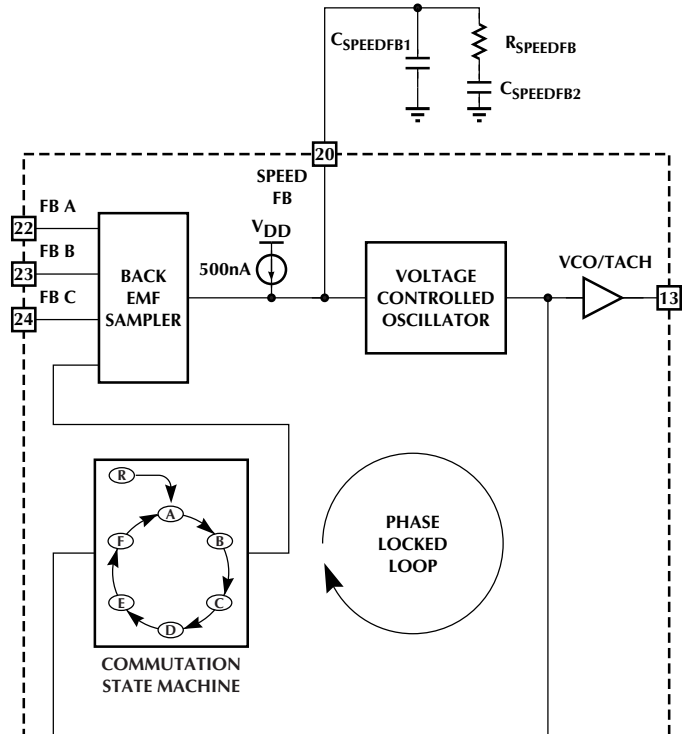 CSPEEDFB1
RSPEEDFB
CSPEEDFB2
20
SPEED
FB
FB A
22
FB B
23
FB C
24
BACK
EMF
SAMPLER
VDD
500nA
VOLTAGE
CONTROLLED
OSCILLATOR
VCO/TACH
13
R
A
B
C
D
E
F
COMMUTATION
STATE MACHINE
PHASE
LOCKED
LOOP